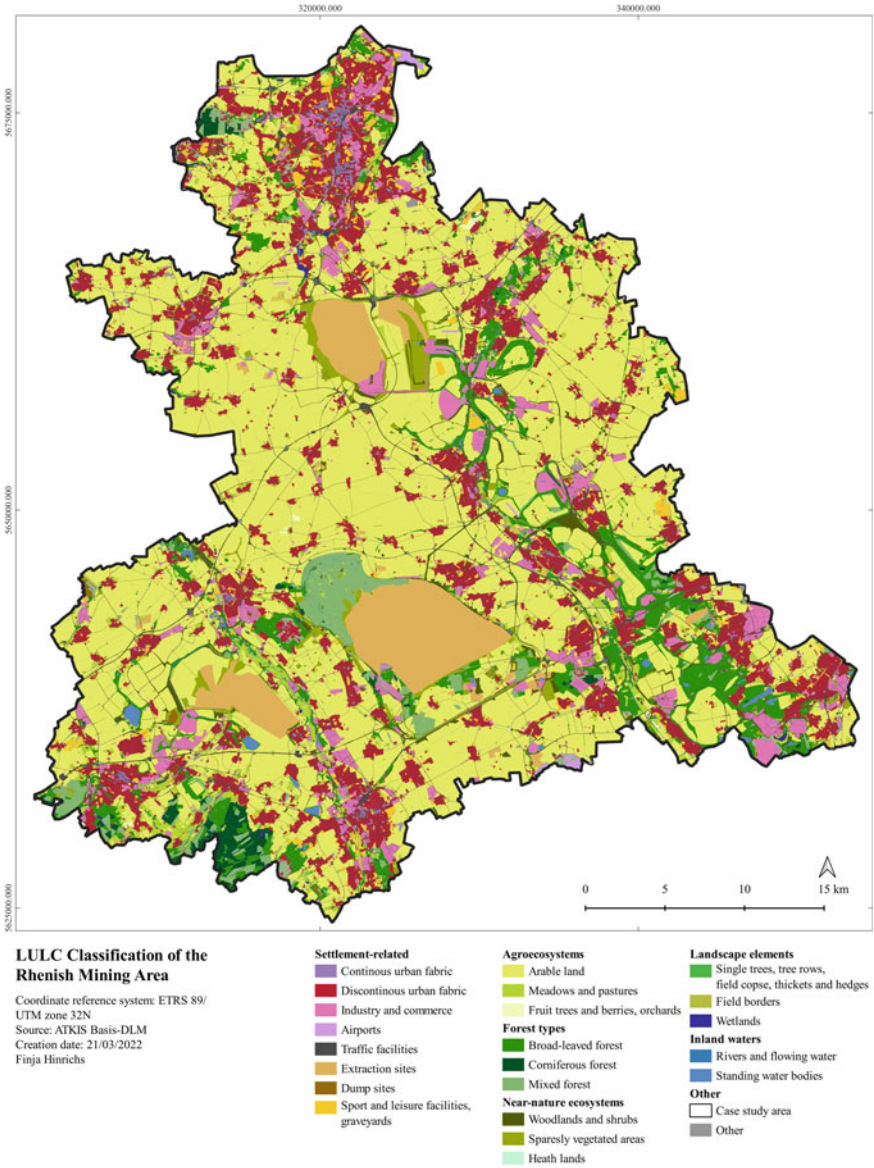 320000.000
340000.000
5675000.000
5650000.000
5625000.000
0
5
10
15 km
LULC Classification of the
Rhenish Mining Area
Coordinate reference system: ETRS 89/
UTM zone 32N
Source: ATKIS Basis-DLM
Creation date: 21/03/2022
Finja Hinrichs
Settlement-related
Continous urban fabric
Discontinous urban fabric
Industry and commerce
Airports
Traffic facilities
Extraction sites
Dump sites
Sport and leisure facilities,
graveyards
Agroecosystems
Arable land
Meadows and pastures
Fruit trees and berries, orchards
Forest types
Broad-leaved forest
Corniferous forest
Mixed forest
Near-nature ecosystems
Woodlands and shrubs
Sparesly vegetated areas
Heath lands
Landscape elements
Single trees, tree rows,
field copse, thickets and hedges
Field borders
Wetlands
Inland waters
Rivers and flowing water
Standing water bodies
Other
Case study area
Other